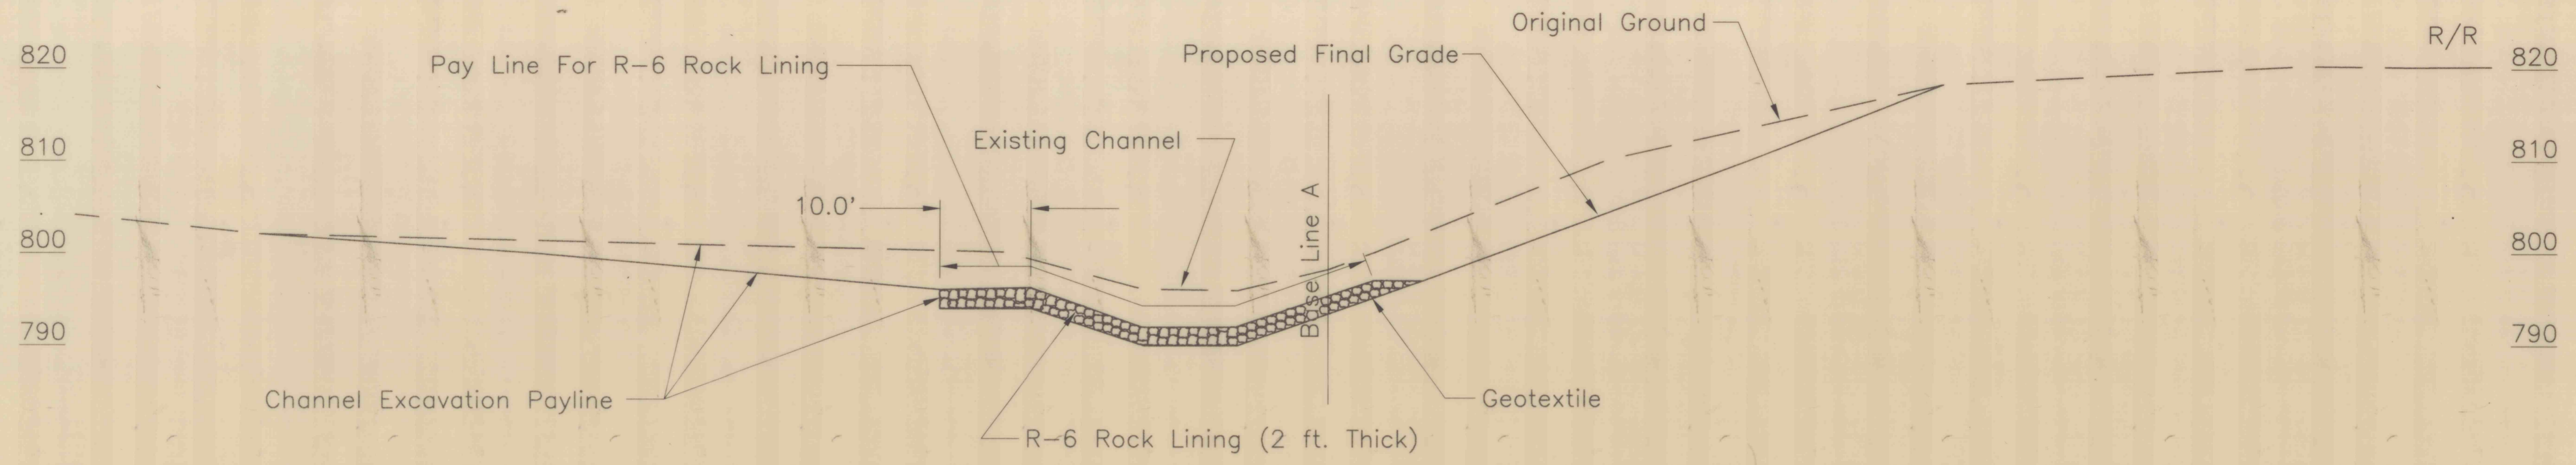 Original Ground
R/R
820
Pay Line For R-6 Rock Lining
Proposed Final Grade
820
Existing Channel
810
810
10.0'
Base Line A
800
800
790
790
Channel Excavation Payline
Geotextile
R-6 Rock Lining (2 ft. Thick)